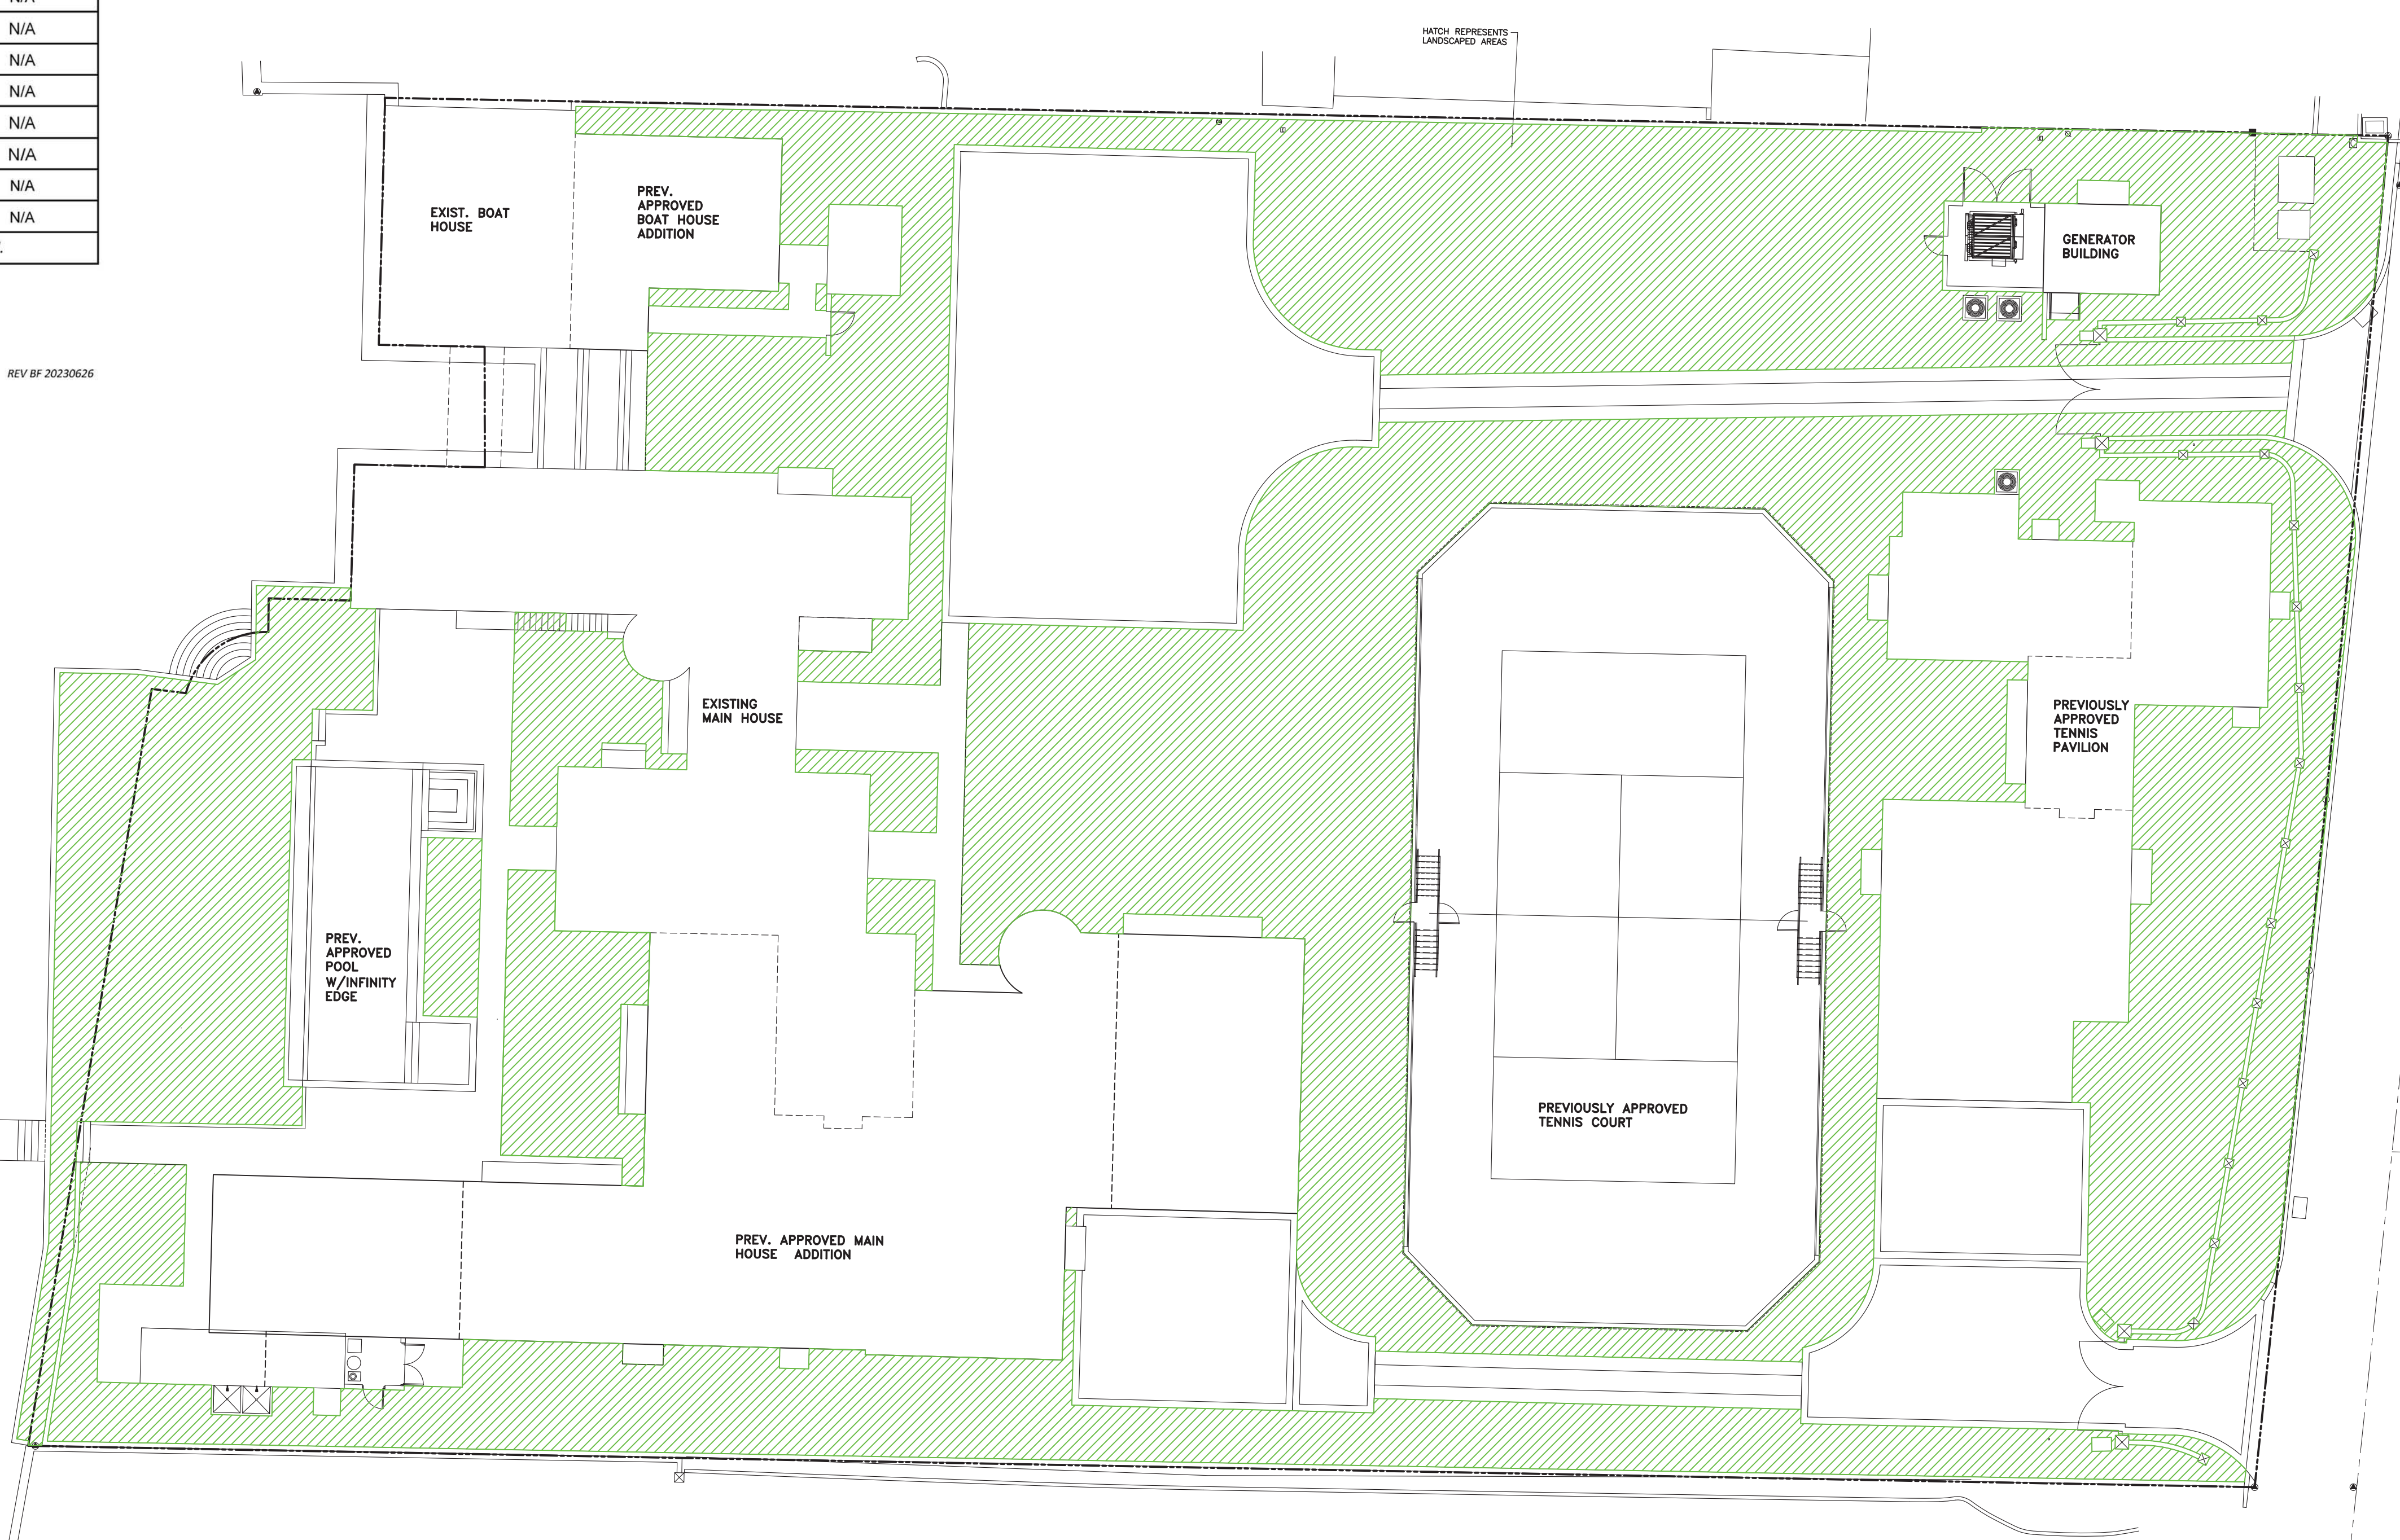 N/A
N/A
N/A
N/A
N/A
N/A
N/A
REV BF 20230626
HATCH REPRESENTS
LANDSCAPED AREAS
EXIST. BOAT
HOUSE
PREV.
APPROVED
BOAT HOUSE
ADDITION
GENERATOR
BUILDING
EXISTING
MAIN HOUSE
PREVIOUSLY
APPROVED
TENNIS
PAVILION
PREV.
APPROVED
POOL
W/INFINITY
EDGE
PREVIOUSLY APPROVED
TENNIS COURT
PREV. APPROVED MAIN
HOUSE ADDITION